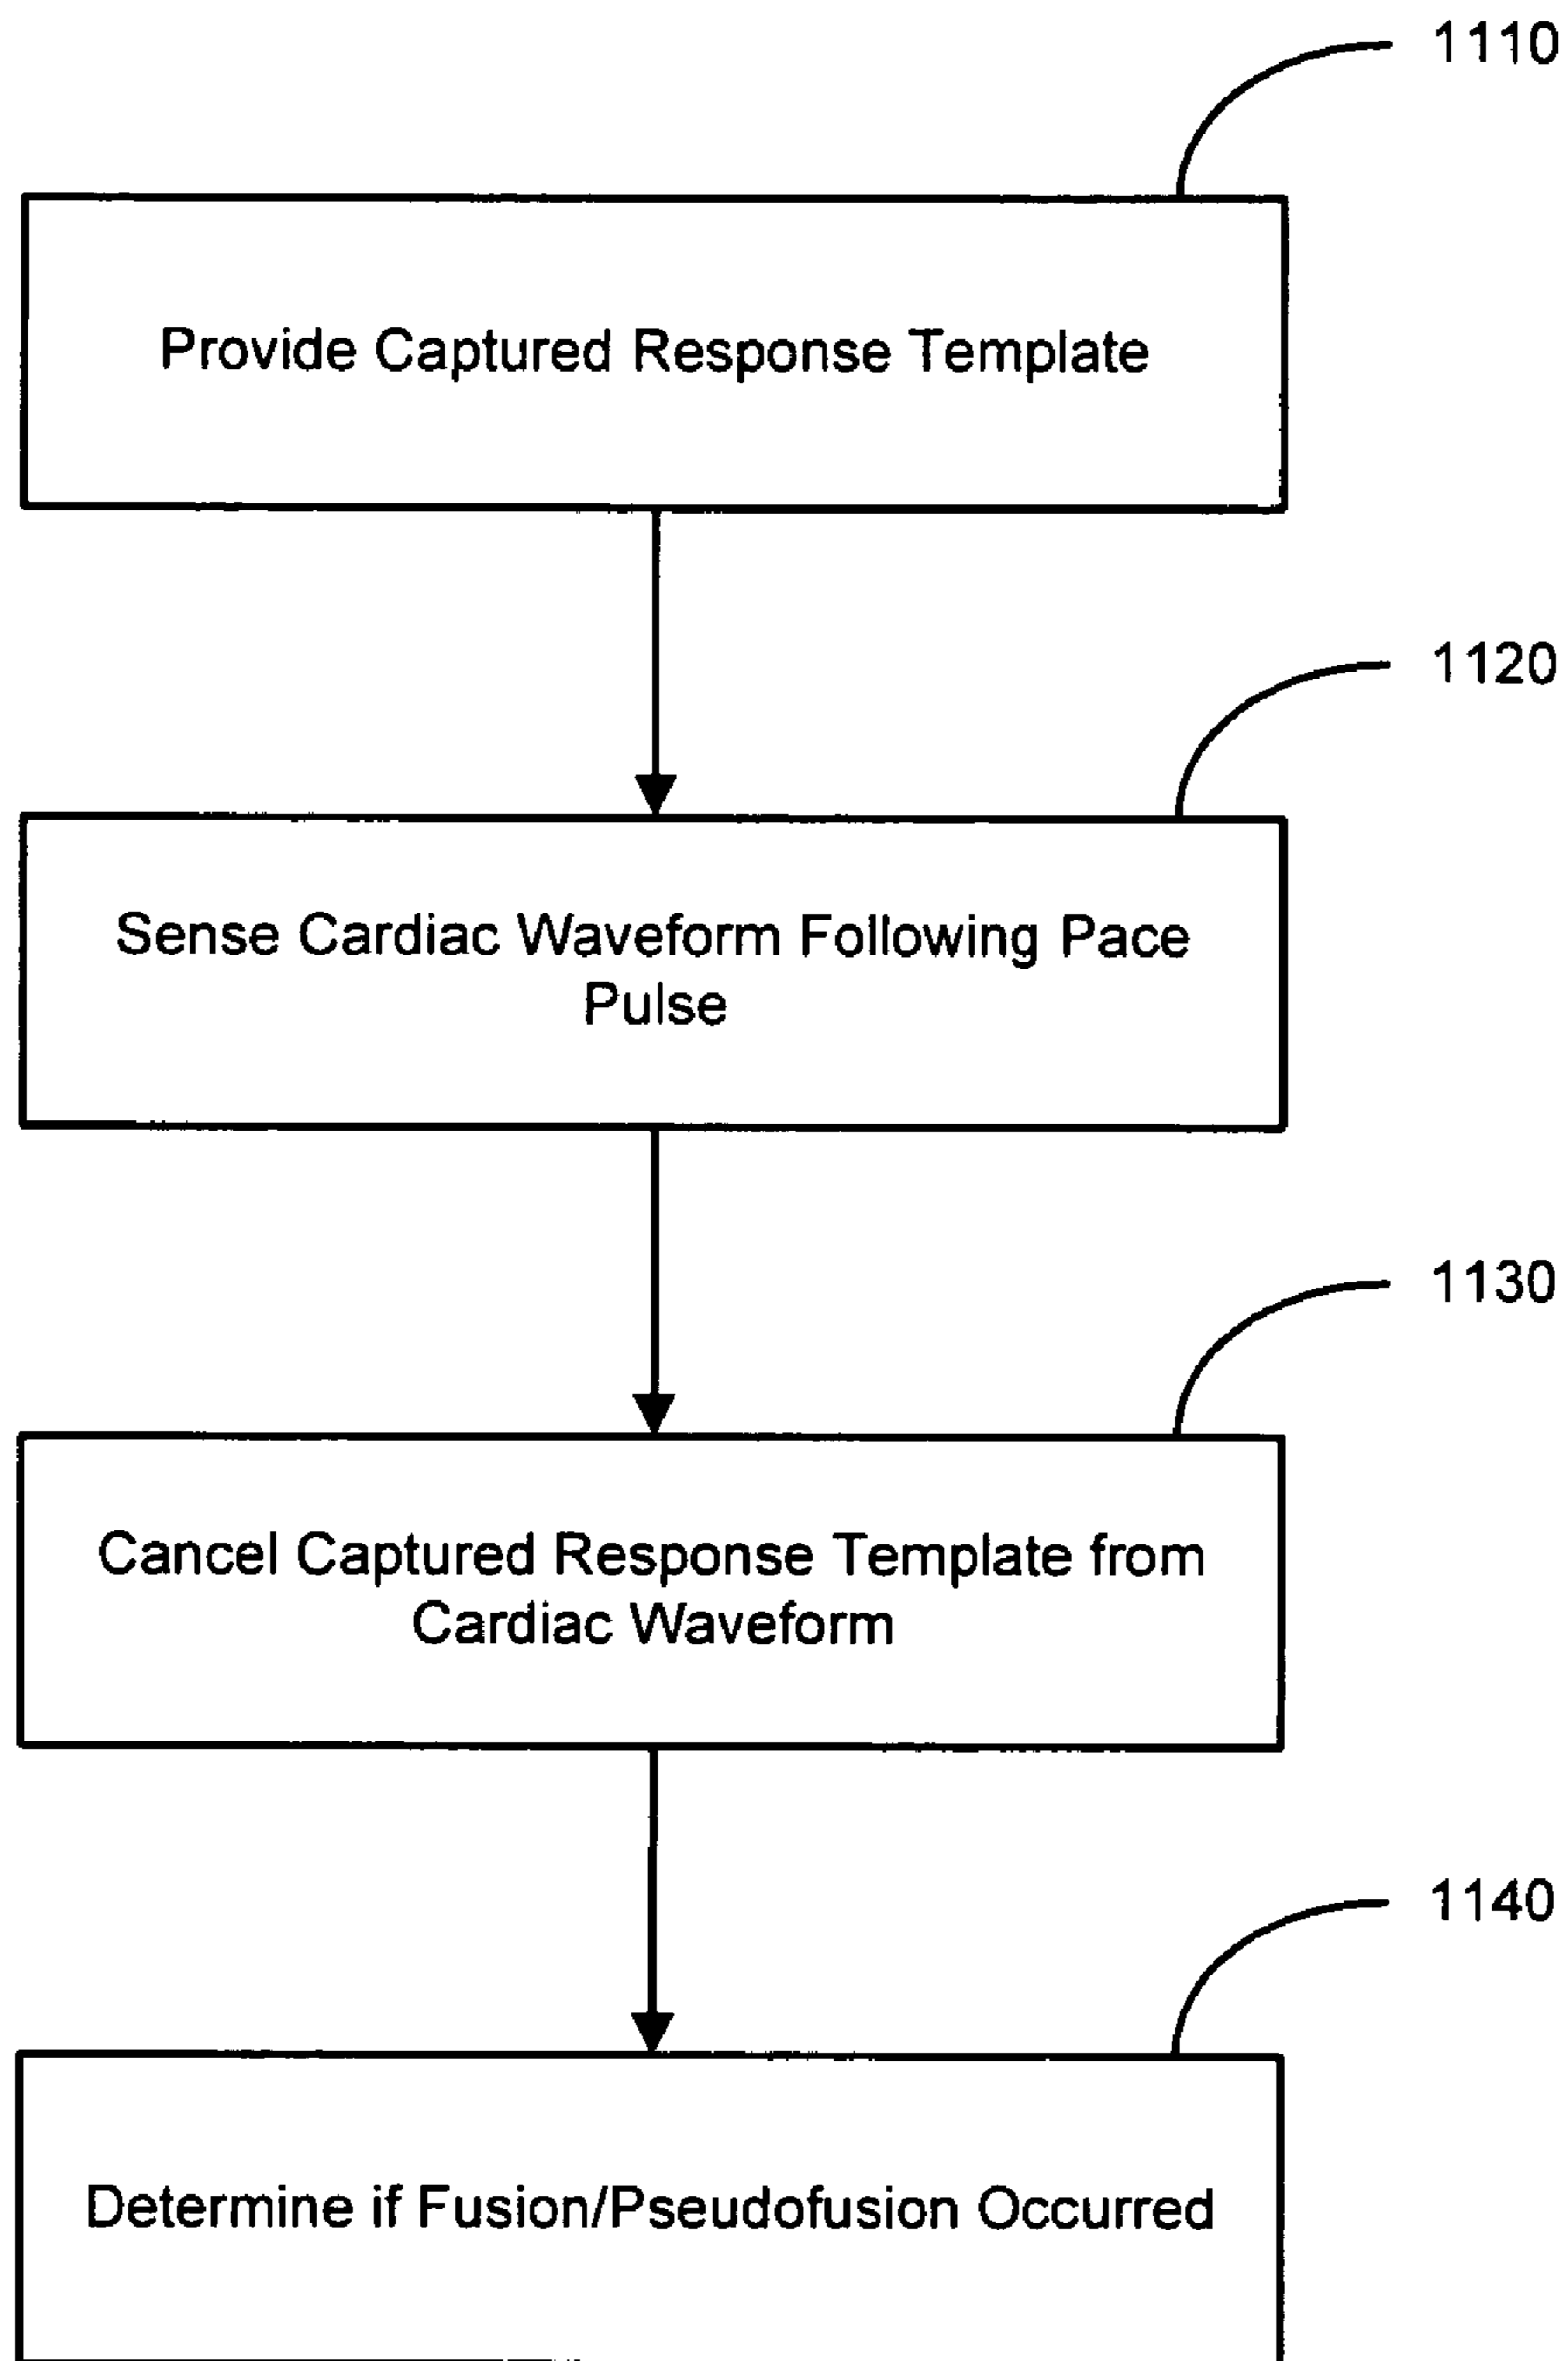 1110
Provide Captured Response Template
1120
Sense Cardiac Waveform Following Pace
Pulse
1130
Cancel Captured Response Template from
Cardiac Waveform
1140
Determine if Fusion/Pseudofusion Occurred